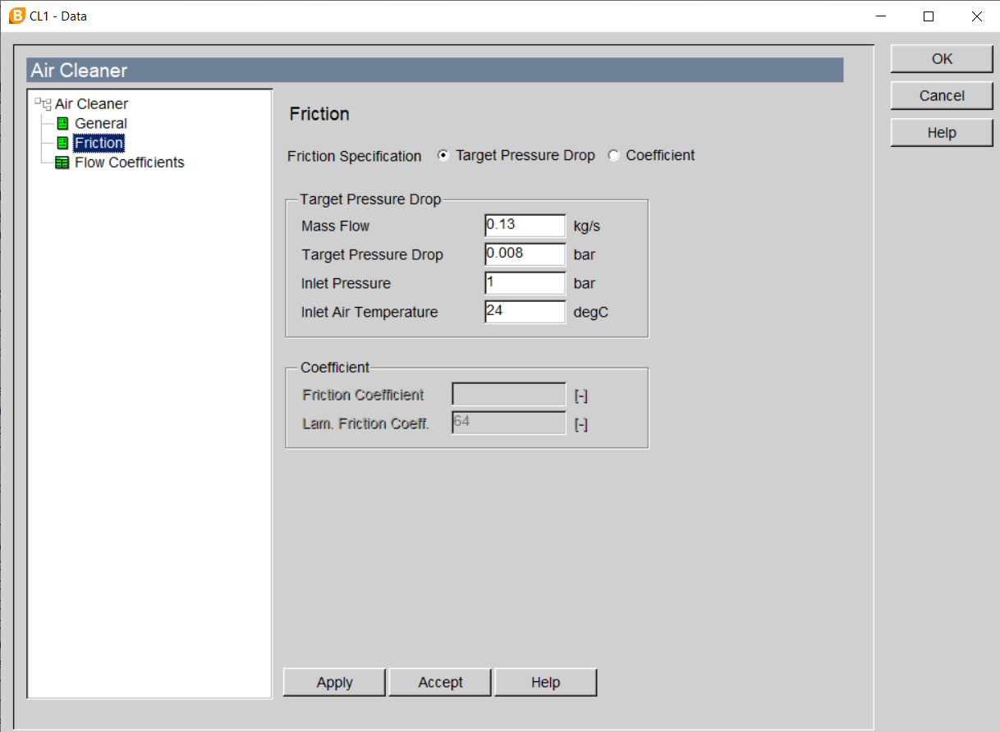 B CL1 - Data
OK
Cancel
Help
Air Cleaner
Air Cleaner
General
Friction
Flow Coefficients
Friction
Friction Specification Target Pressure Drop Coefficient
Target Pressure Drop
Mass Flow 0.13 kg/s
Target Pressure Drop 0.008 bar
Inlet Pressure 1 bar
Inlet Air Temperature 24 degC
Coefficient
Friction Coefficient [-]
Lam. Friction Coeff. 64 [-]
Apply Accept Help